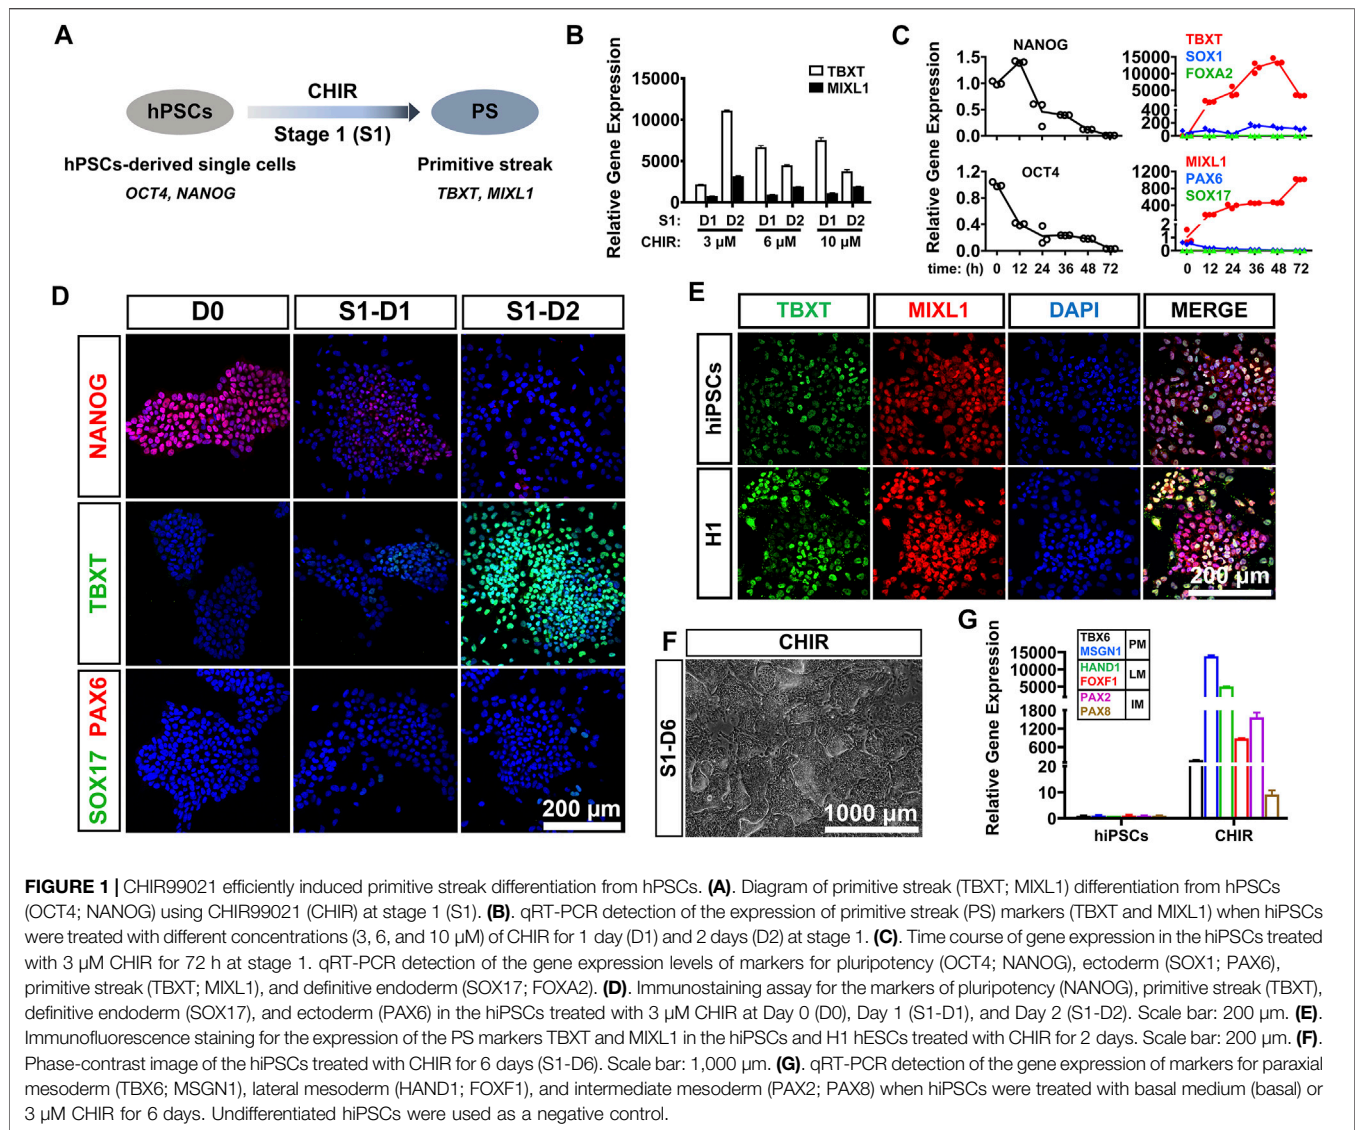 A
hPSCs
CHIR
Stage 1 (S1)
PS
hPSCs-derived single cells
OCT4, NANOG
Primitive streak
TBXT, MIXL1
B
Relative Gene Expression
15000
10000
5000
0
TBXT
MIXL1
S1: D1 D2 D1 D2 D1 D2
CHIR: 3 µM 6 µM 10 µM
C
Relative Gene Expression
NANOG
1.5
1.0
0.5
0.0
TBXT
SOX1
FOXA2
15000
10000
5000
400
200
0
OCT4
1.2
0.8
0.4
0.0
MIXL1
PAX6
SOX17
1200
800
400
2
1
0
time: (h) 0 12 24 36 48 72 0 12 24 36 48 72
D
D0 S1-D1 S1-D2
NANOG
TBXT
SOX17 PAX6
200 µm
E
TBXT MIXL1 DAPI MERGE
hiPSCs
H1
200 µm
F
CHIR
S1-D6
1000 µm
G
Relative Gene Expression
TBX6
MSGN1
PM
HAND1
FOXF1
LM
PAX2
PAX8
IM
15000
10000
5000
1800
1200
600
20
10
0
hiPSCs CHIR
FIGURE 1 | CHIR99021 efficiently induced primitive streak differentiation from hPSCs. (A). Diagram of primitive streak (TBXT; MIXL1) differentiation from hPSCs
(OCT4; NANOG) using CHIR99021 (CHIR) at stage 1 (S1). (B). qRT-PCR detection of the expression of primitive streak (PS) markers (TBXT and MIXL1) when hiPSCs
were treated with different concentrations (3, 6, and 10 µM) of CHIR for 1 day (D1) and 2 days (D2) at stage 1. (C). Time course of gene expression in the hiPSCs treated
with 3 µM CHIR for 72 h at stage 1. qRT-PCR detection of the gene expression levels of markers for pluripotency (OCT4; NANOG), ectoderm (SOX1; PAX6),
primitive streak (TBXT; MIXL1), and definitive endoderm (SOX17; FOXA2). (D). Immunostaining assay for the markers of pluripotency (NANOG), primitive streak (TBXT),
definitive endoderm (SOX17), and ectoderm (PAX6) in the hiPSCs treated with 3 µM CHIR at Day 0 (D0), Day 1 (S1-D1), and Day 2 (S1-D2). Scale bar: 200 µm. (E).
Immunofluorescence staining for the expression of the PS markers TBXT and MIXL1 in the hiPSCs and H1 hESCs treated with CHIR for 2 days. Scale bar: 200 µm. (F).
Phase-contrast image of the hiPSCs treated with CHIR for 6 days (S1-D6). Scale bar: 1,000 µm. (G). qRT-PCR detection of the gene expression of markers for paraxial
mesoderm (TBX6; MSGN1), lateral mesoderm (HAND1; FOXF1), and intermediate mesoderm (PAX2; PAX8) when hiPSCs were treated with basal medium (basal) or
3 µM CHIR for 6 days. Undifferentiated hiPSCs were used as a negative control.